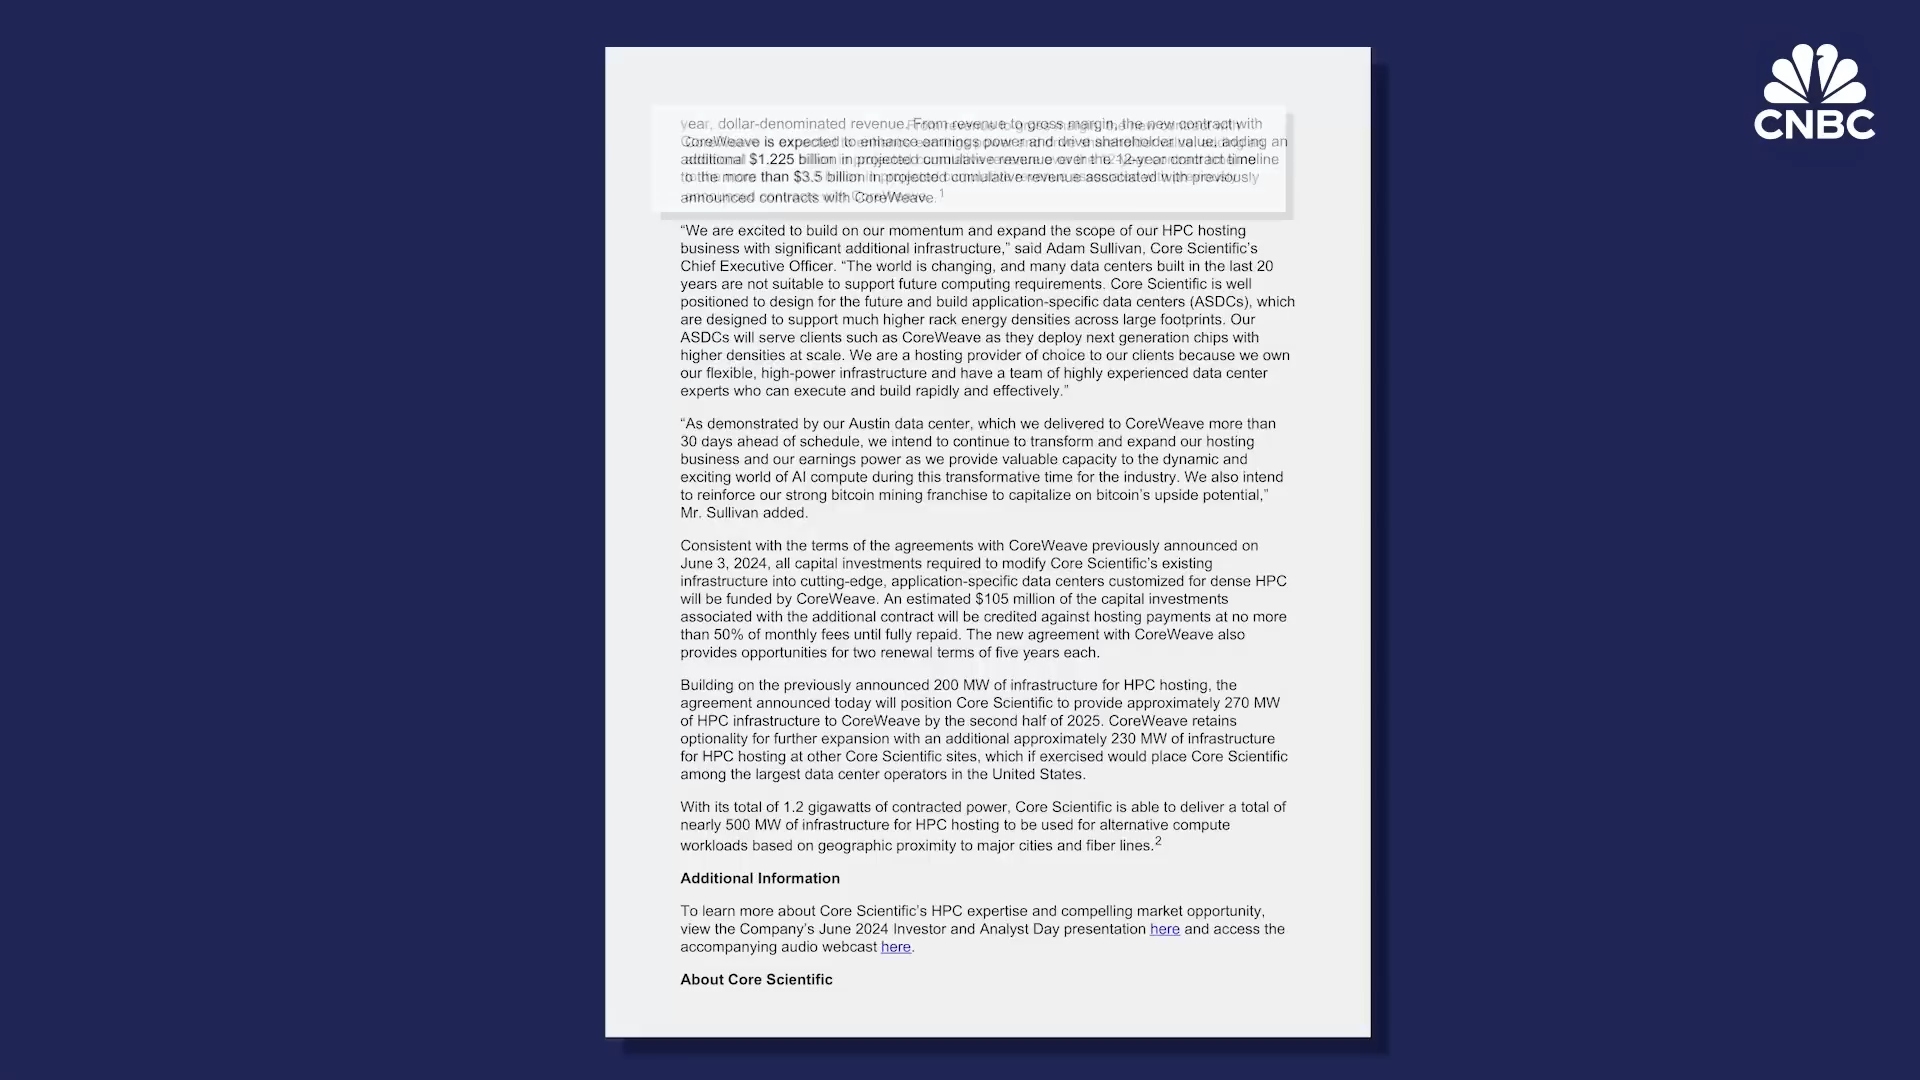 CNBC
year, dollar-denominated revenue. From revenue to gross margin, the new contract with
CoreWeave is expected to enhance earnings power and drive shareholder value, adding an
additional $1.225 billion in projected cumulative revenue over the 12-year contract timeline
to the more than $3.5 billion in projected cumulative revenue associated with previously
announced contracts with CoreWeave. 1
“We are excited to build on our momentum and expand the scope of our HPC hosting
business with significant additional infrastructure,” said Adam Sullivan, Core Scientific’s
Chief Executive Officer. “The world is changing, and many data centers built in the last 20
years are not suitable to support future computing requirements. Core Scientific is well
positioned to design for the future and build application-specific data centers (ASDCs), which
are designed to support much higher rack energy densities across large footprints. Our
ASDCs will serve clients such as CoreWeave as they deploy next generation chips with
higher densities at scale. We are a hosting provider of choice to our clients because we own
our flexible, high-power infrastructure and have a team of highly experienced data center
experts who can execute and build rapidly and effectively.”
“As demonstrated by our Austin data center, which we delivered to CoreWeave more than
30 days ahead of schedule, we intend to continue to transform and expand our hosting
business and our earnings power as we provide valuable capacity to the dynamic and
exciting world of AI compute during this transformative time for the industry. We also intend
to reinforce our strong bitcoin mining franchise to capitalize on bitcoin’s upside potential,”
Mr. Sullivan added.
Consistent with the terms of the agreements with CoreWeave previously announced on
June 3, 2024, all capital investments required to modify Core Scientific’s existing
infrastructure into cutting-edge, application-specific data centers customized for dense HPC
will be funded by CoreWeave. An estimated $105 million of the capital investments
associated with the additional contract will be credited against hosting payments at no more
than 50% of monthly fees until fully repaid. The new agreement with CoreWeave also
provides opportunities for two renewal terms of five years each.
Building on the previously announced 200 MW of infrastructure for HPC hosting, the
agreement announced today will position Core Scientific to provide approximately 270 MW
of HPC infrastructure to CoreWeave by the second half of 2025. CoreWeave retains
optionality for further expansion with an additional approximately 230 MW of infrastructure
for HPC hosting at other Core Scientific sites, which if exercised would place Core Scientific
among the largest data center operators in the United States.
With its total of 1.2 gigawatts of contracted power, Core Scientific is able to deliver a total of
nearly 500 MW of infrastructure for HPC hosting to be used for alternative compute
workloads based on geographic proximity to major cities and fiber lines.2
Additional Information
To learn more about Core Scientific’s HPC expertise and compelling market opportunity,
view the Company’s June 2024 Investor and Analyst Day presentation here and access the
accompanying audio webcast here.
About Core Scientific